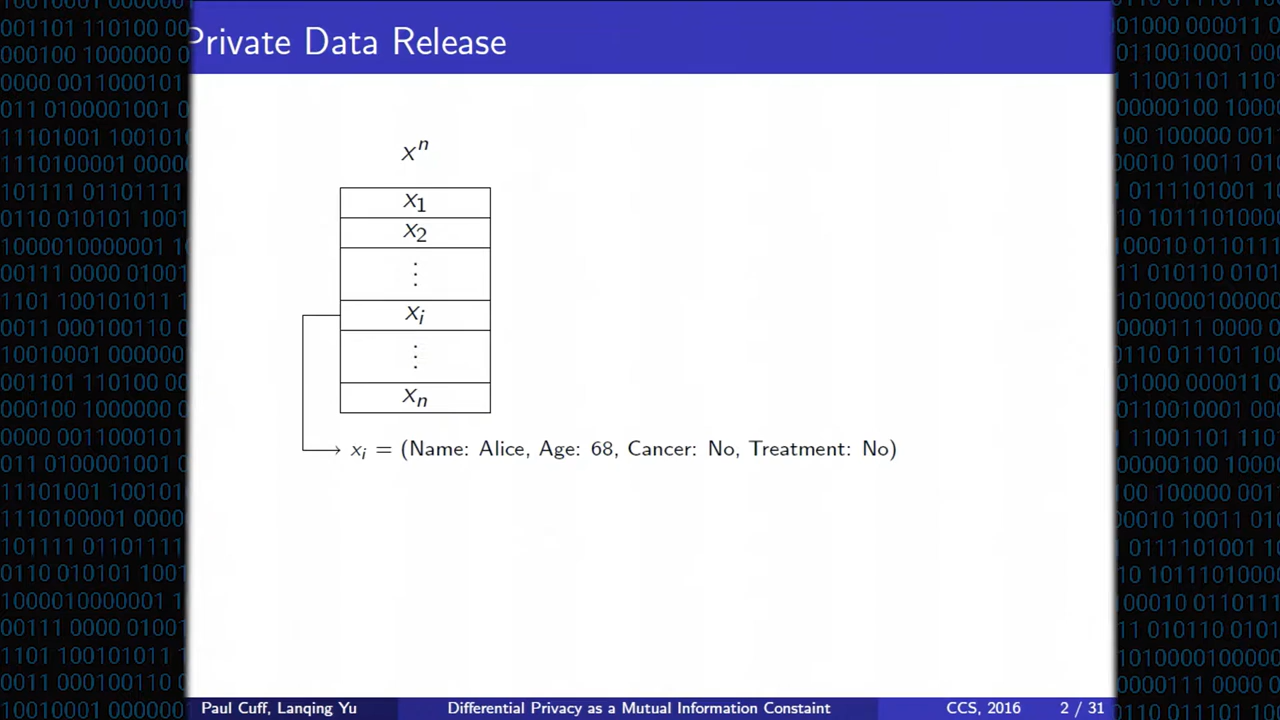 Private Data Release
xⁿ
x₁
x₂
⋮
xᵢ
⋮
xₙ
xᵢ = (Name: Alice, Age: 68, Cancer: No, Treatment: No)
Paul Cuff, Lanqing Yu
Differential Privacy as a Mutual Information Constaint
CCS, 2016
2 / 31